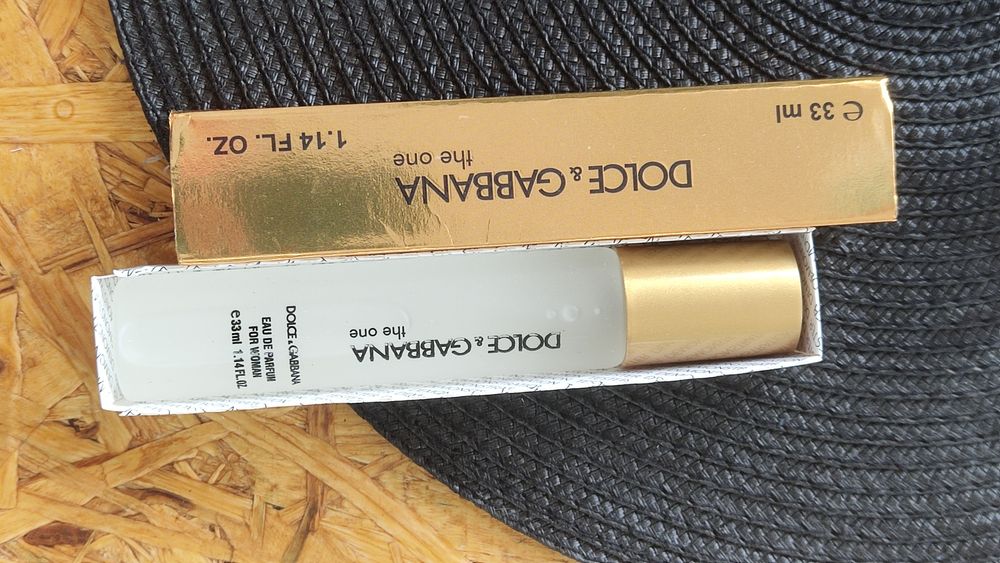 DOLCE & GABBANA
the one
e 33 ml
1.14 FL. OZ.
DOLCE & GABBANA
the one
DOLCE & GABBANA
EAU DE PARFUM
FOR WOMAN
e 33ml 1.14 FL.OZ